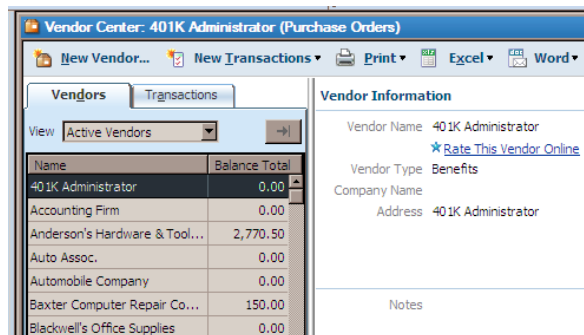 Vendor Center: 401K Administrator (Purchase Orders)
New Vendor... New Transactions Print Excel Word
Vendors Transactions
View Active Vendors
Name Balance Total
401K Administrator 0.00
Accounting Firm 0.00
Anderson's Hardware & Tool... 2,770.50
Auto Assoc. 0.00
Automobile Company 0.00
Baxter Computer Repair Co... 150.00
Blackwell's Office Supplies 0.00
Vendor Information
Vendor Name 401K Administrator
Rate This Vendor Online
Vendor Type Benefits
Company Name
Address 401K Administrator
Notes